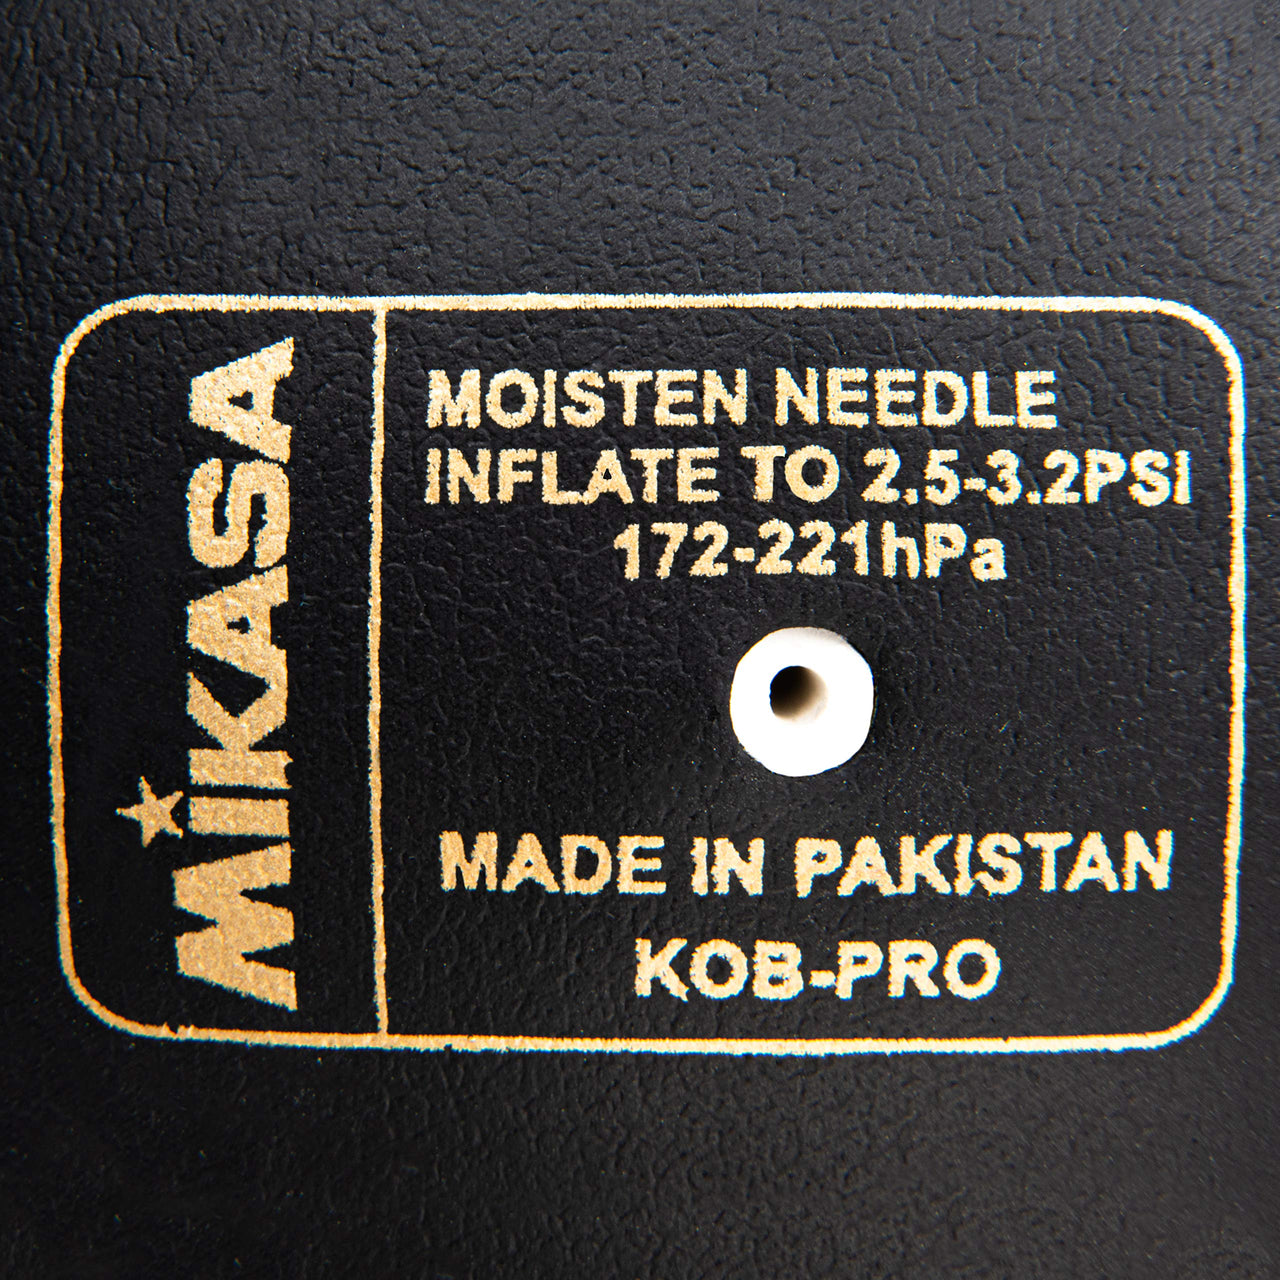 MIKASA
MOISTEN NEEDLE
INFLATE TO 2.5-3.2PSI
172-221hPa
MADE IN PAKISTAN
KOB-PRO